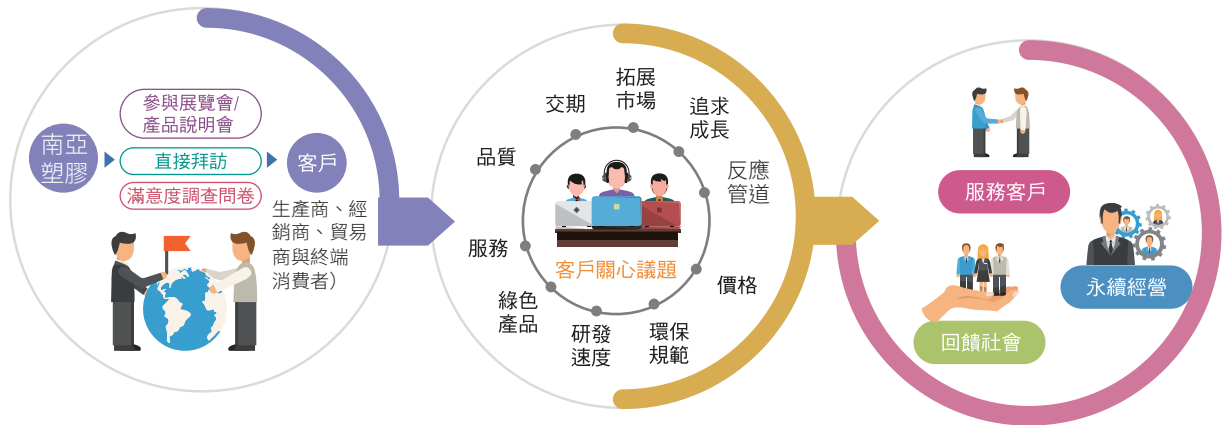 南亞
塑膠
參與展覽會/
產品說明會
直接拜訪
滿意度調查問卷
客戶
生產商、經
銷商、貿易
商與終端
消費者）
拓展
市場
交期
追求
成長
品質
反應
管道
服務
客戶關心議題
價格
綠色
產品
研發
速度
環保
規範
服務客戶
永續經營
回饋社會